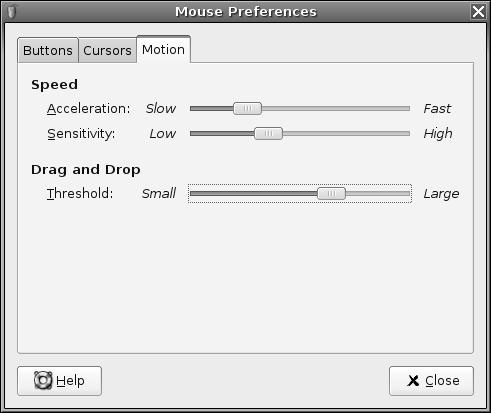 Mouse Preferences
Buttons Cursors Motion
Speed
Acceleration: Slow Fast
Sensitivity: Low High
Drag and Drop
Threshold: Small Large
Help Close